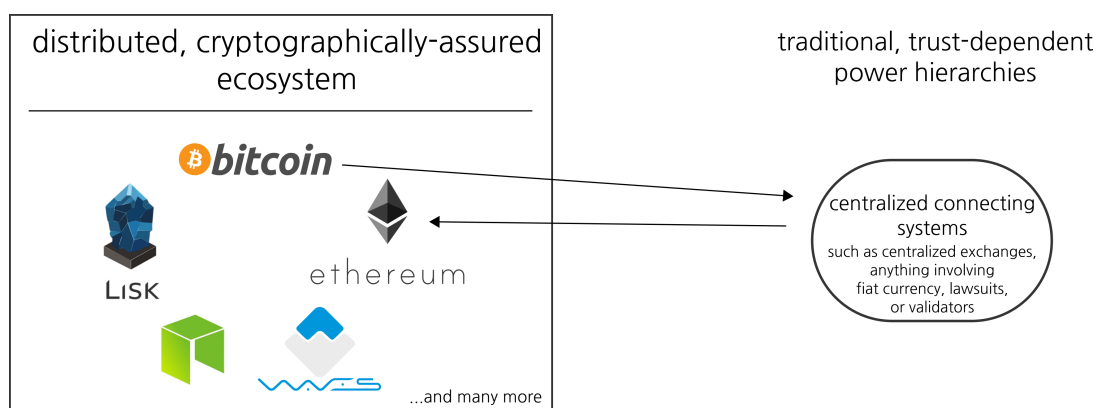 distributed, cryptographically-assured
ecosystem
bitcoin
LISK
ethereum
WAVES
...and many more
traditional, trust-dependent
power hierarchies
centralized connecting
systems
such as centralized exchanges,
anything involving
fiat currency, lawsuits,
or validators